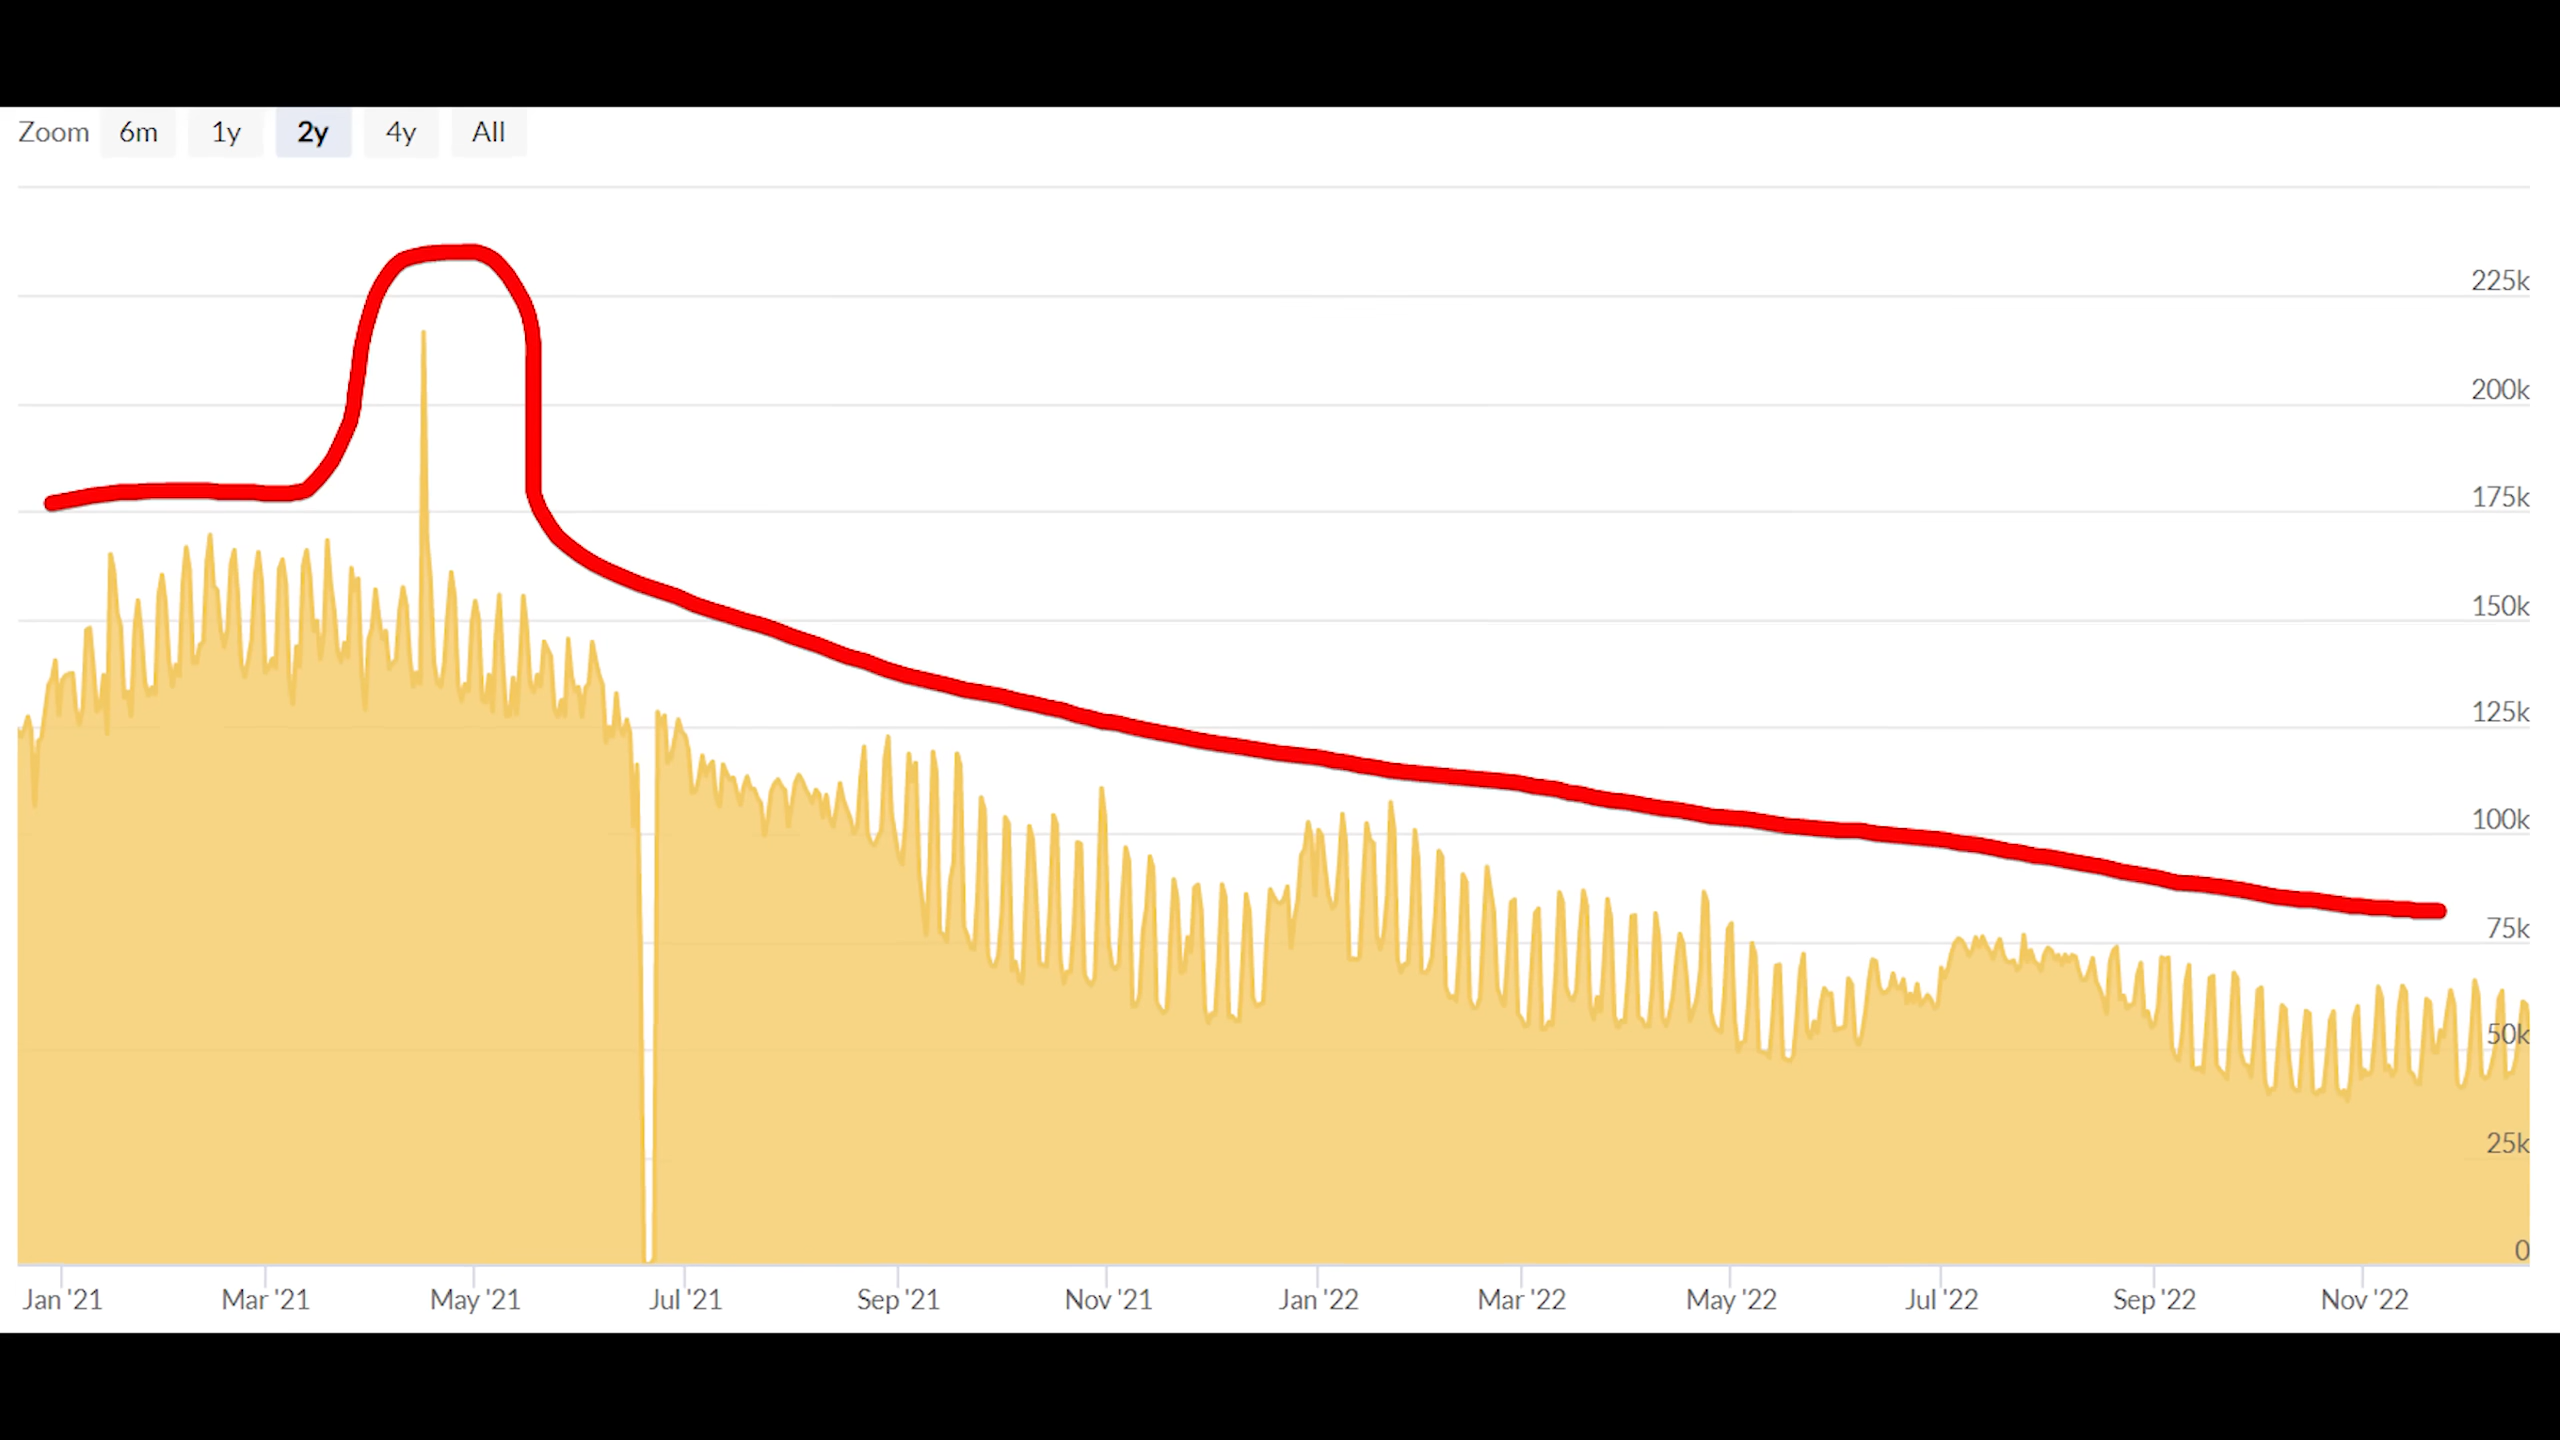 Zoom 6m 1y 2y 4y All
225k
200k
175k
150k
125k
100k
75k
50k
25k
0
Jan '21 Mar '21 May '21 Jul '21 Sep '21 Nov '21 Jan '22 Mar '22 May '22 Jul '22 Sep '22 Nov '22